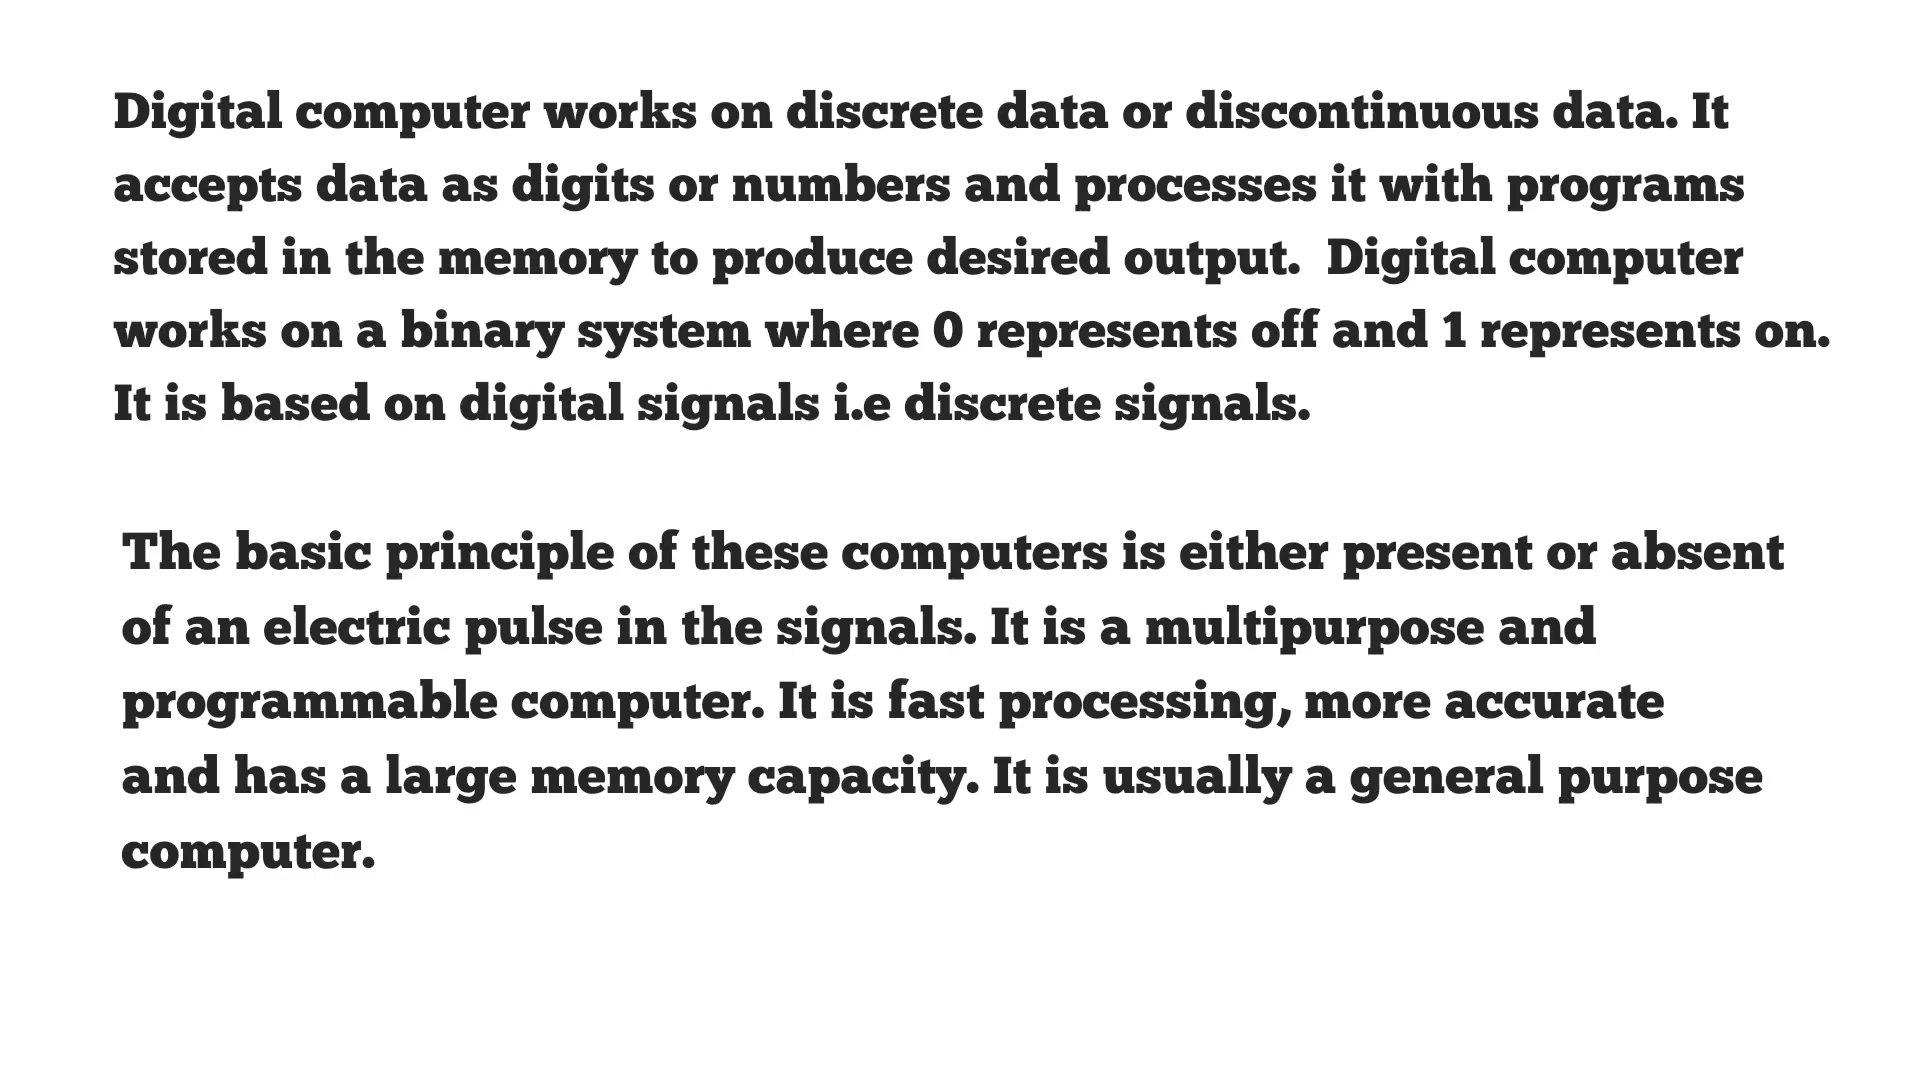 Digital computer works on discrete data or discontinuous data. It
accepts data as digits or numbers and processes it with programs
stored in the memory to produce desired output.  Digital computer
works on a binary system where 0 represents off and 1 represents on.
It is based on digital signals i.e discrete signals.
The basic principle of these computers is either present or absent
of an electric pulse in the signals. It is a multipurpose and
programmable computer. It is fast processing, more accurate
and has a large memory capacity. It is usually a general purpose
computer.